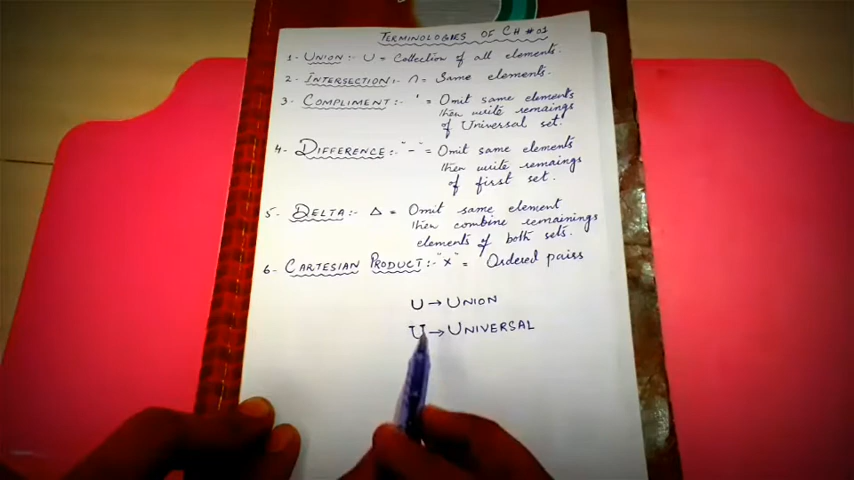 TERMINOLOGIES OF CH # 01
1- UNION :- U = Collection of all elements.
2- INTERSECTION :- ∩ = Same elements.
3- COMPLIMENT :- ' = Omit same elements
then write remainings
of Universal set.
4- DIFFERENCE :- "-" = Omit same elements
then write remainings
of first set.
5- DELTA :- △ = Omit same element
then combine remainings
elements of both sets.
6- CARTESIAN PRODUCT :- "x" = Ordered pairs
U → UNION
U → UNIVERSAL